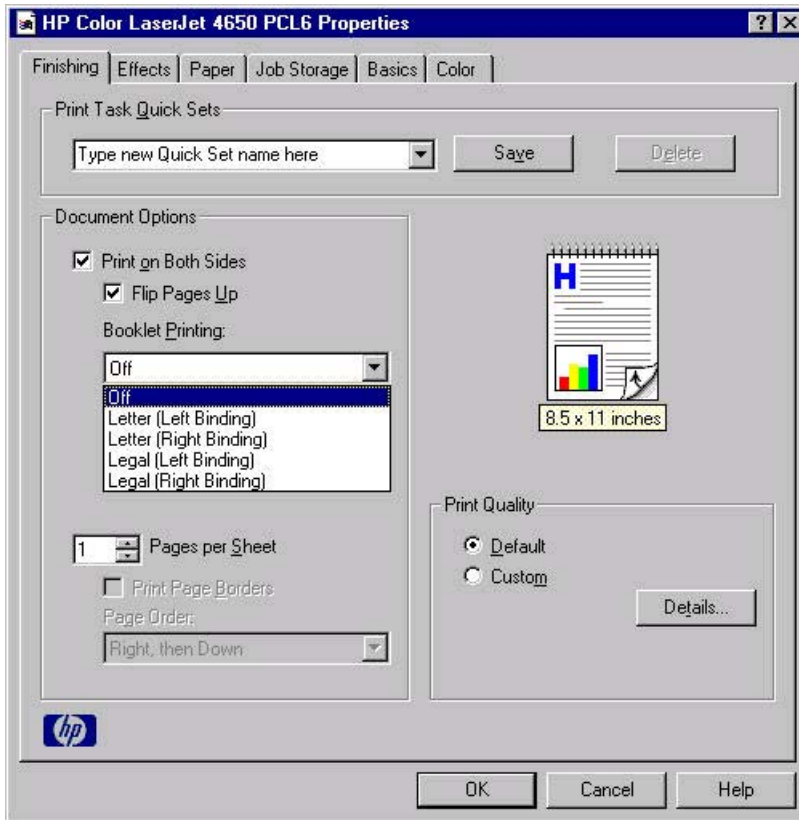 HP Color LaserJet 4650 PCL6 Properties
Finishing
Effects
Paper
Job Storage
Basics
Color
Print Task Quick Sets
Type new Quick Set name here
Save
Delete
Document Options
Print on Both Sides
Flip Pages Up
Booklet Printing:
Off
Off
Letter (Left Binding)
Letter (Right Binding)
Legal (Left Binding)
Legal (Right Binding)
1
Pages per Sheet
Print Page Borders
Page Order:
Right, then Down
H
8.5 x 11 inches
Print Quality
Default
Custom
Details...
hp
OK
Cancel
Help